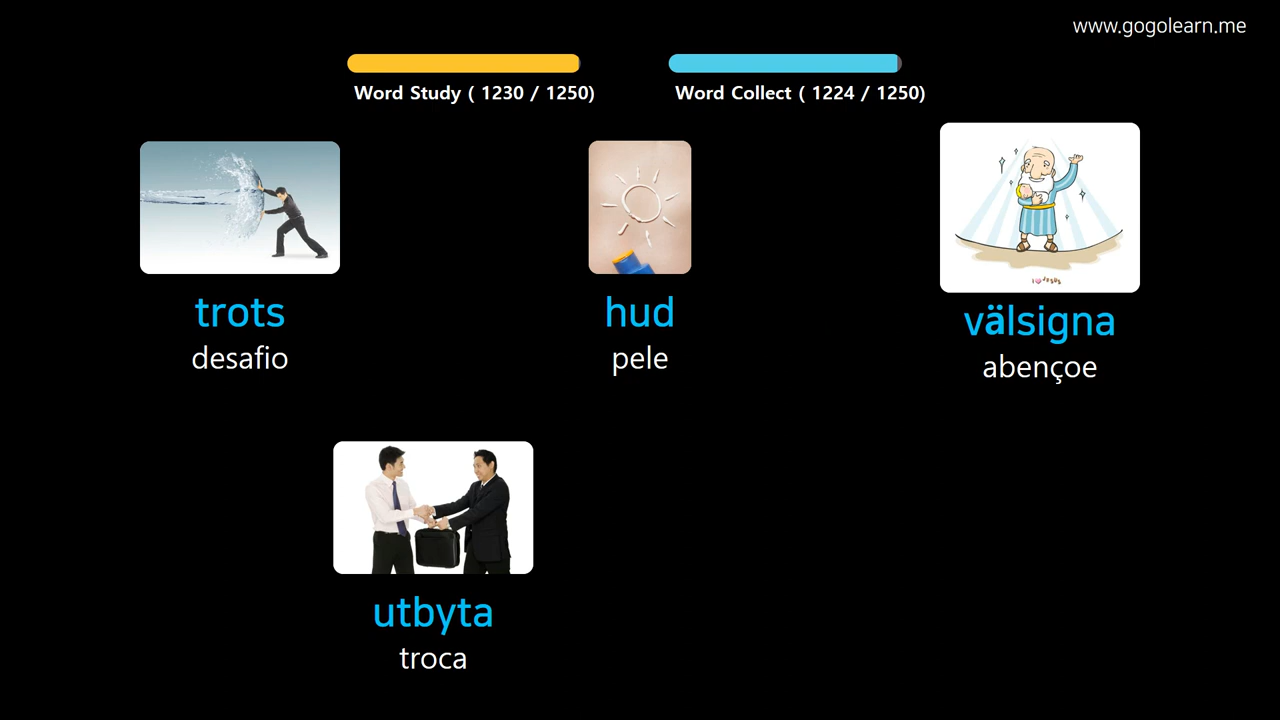 www.gogolearn.me
Word Study ( 1230 / 1250)
Word Collect ( 1224 / 1250)
trots
desafio
hud
pele
välsigna
abençoe
utbyta
troca